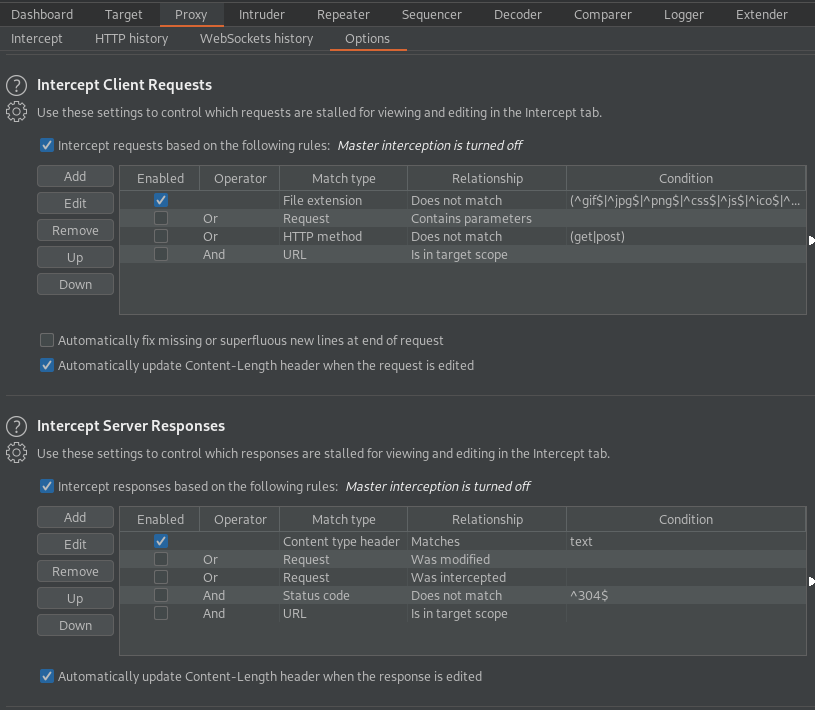 Dashboard Target Proxy Intruder Repeater Sequencer Decoder Comparer Logger Extender
Intercept HTTP history WebSockets history Options
Intercept Client Requests
Use these settings to control which requests are stalled for viewing and editing in the Intercept tab.
Intercept requests based on the following rules: Master interception is turned off
Add
Edit
Remove
Up
Down
Enabled Operator Match type Relationship Condition
File extension Does not match (^gif$|^jpg$|^png$|^css$|^js$|^ico$|^...
Or Request Contains parameters
Or HTTP method Does not match (get|post)
And URL Is in target scope
Automatically fix missing or superfluous new lines at end of request
Automatically update Content-Length header when the request is edited
Intercept Server Responses
Use these settings to control which responses are stalled for viewing and editing in the Intercept tab.
Intercept responses based on the following rules: Master interception is turned off
Add
Edit
Remove
Up
Down
Enabled Operator Match type Relationship Condition
Content type header Matches text
Or Request Was modified
Or Request Was intercepted
And Status code Does not match ^304$
And URL Is in target scope
Automatically update Content-Length header when the response is edited